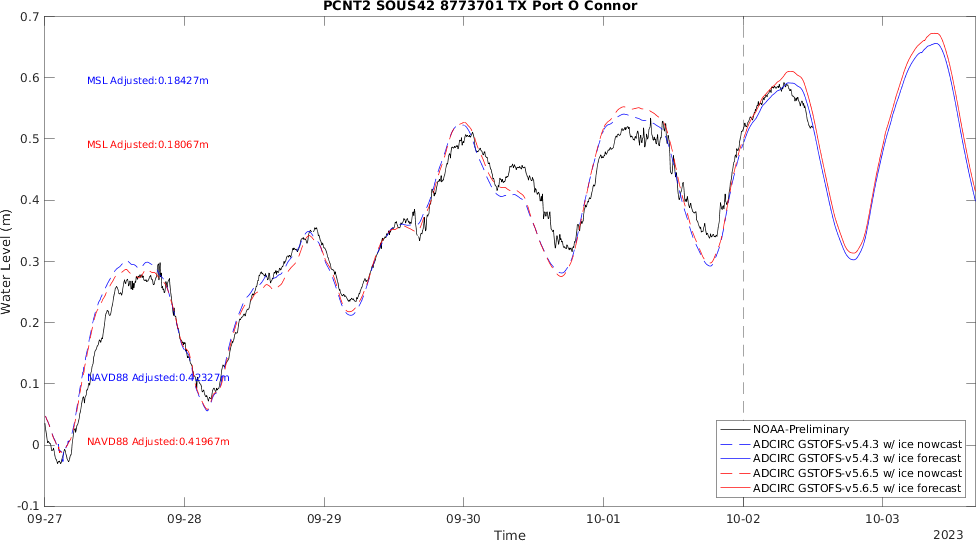 PCNT2 SOUS42 8773701 TX Port O Connor
0.7
0.6
0.5
0.4
0.3
0.2
0.1
0
-0.1
Water Level (m)
MSL Adjusted:0.18427m
MSL Adjusted:0.18067m
NAVD88 Adjusted:0.42327m
NAVD88 Adjusted:0.41967m
NOAA-Preliminary
ADCIRC GSTOFS-v5.4.3 w/ ice nowcast
ADCIRC GSTOFS-v5.4.3 w/ ice forecast
ADCIRC GSTOFS-v5.6.5 w/ ice nowcast
ADCIRC GSTOFS-v5.6.5 w/ ice forecast
09-27 09-28 09-29 09-30 10-01 10-02 10-03
Time
2023